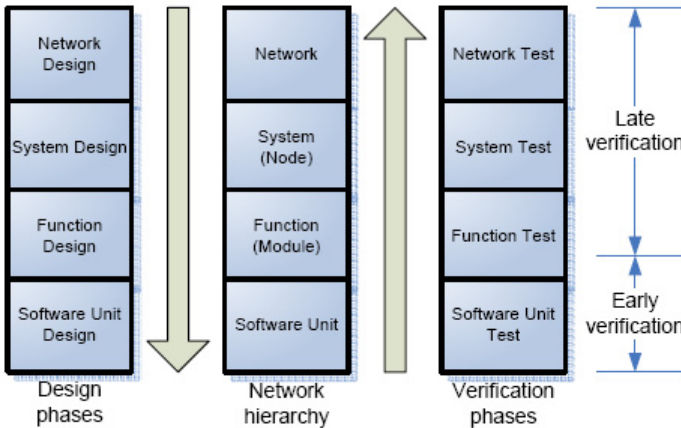 Network
Design
System Design
Function
Design
Software Unit
Design
Design
phases
Network
System
(Node)
Function
(Module)
Software Unit
Network
hierarchy
Network Test
System Test
Function Test
Software Unit
Test
Verification
phases
Late
verification
Early
verification